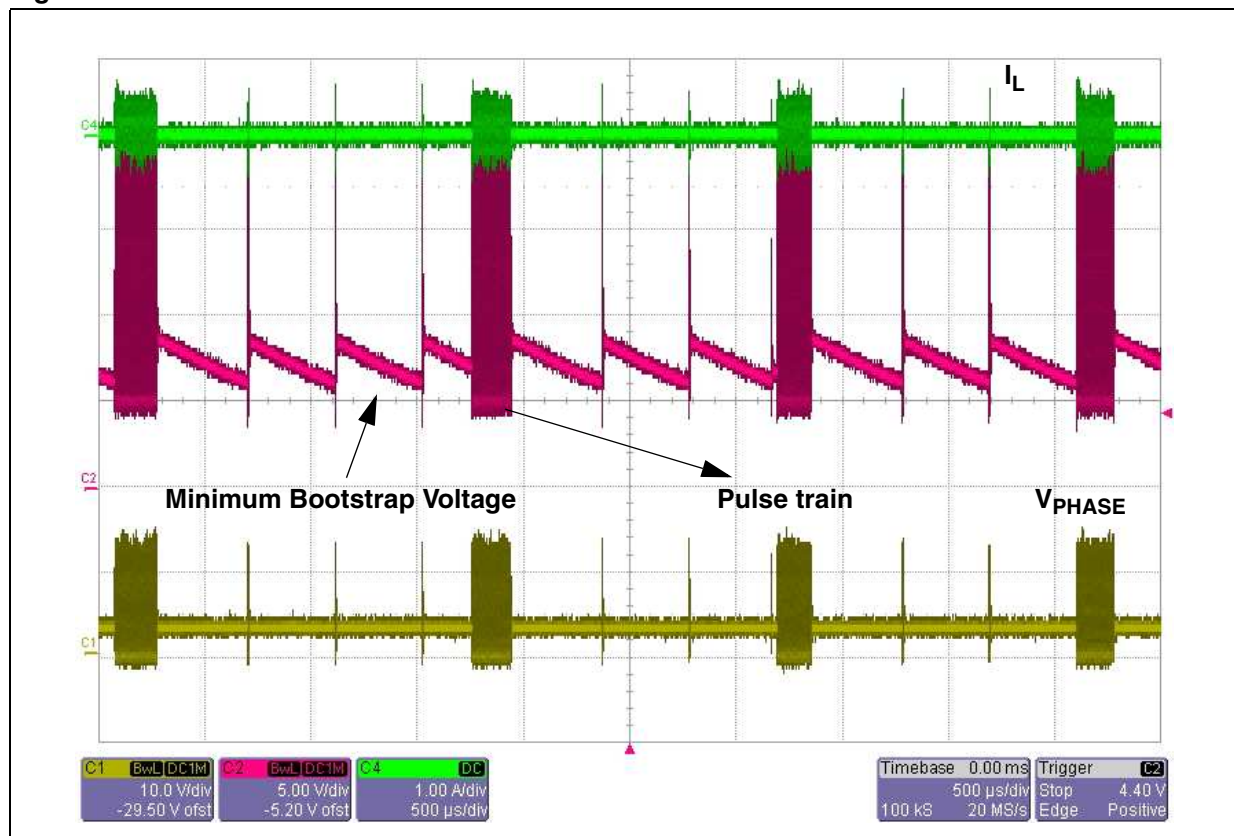 I_L
C4
C2
Minimum Bootstrap Voltage
Pulse train
V_PHASE
C1
C1 BwL DC1M
10.0 V/div
-29.50 V ofst
C2 BwL DC1M
5.00 V/div
-5.20 V ofst
C4 DC
1.00 A/div
500 µs/div
Timebase 0.00 ms
500 µs/div
100 kS 20 MS/s
Trigger C2
Stop 4.40 V
Edge Positive